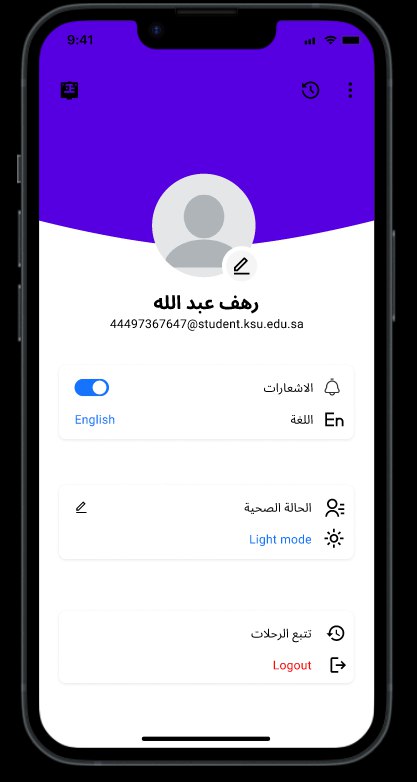 9:41
رهف عبد الله
44497367647@student.ksu.edu.sa
الاشعارات
En اللغة English
الحالة الصحية
Light mode
تتبع الرحلات
Logout